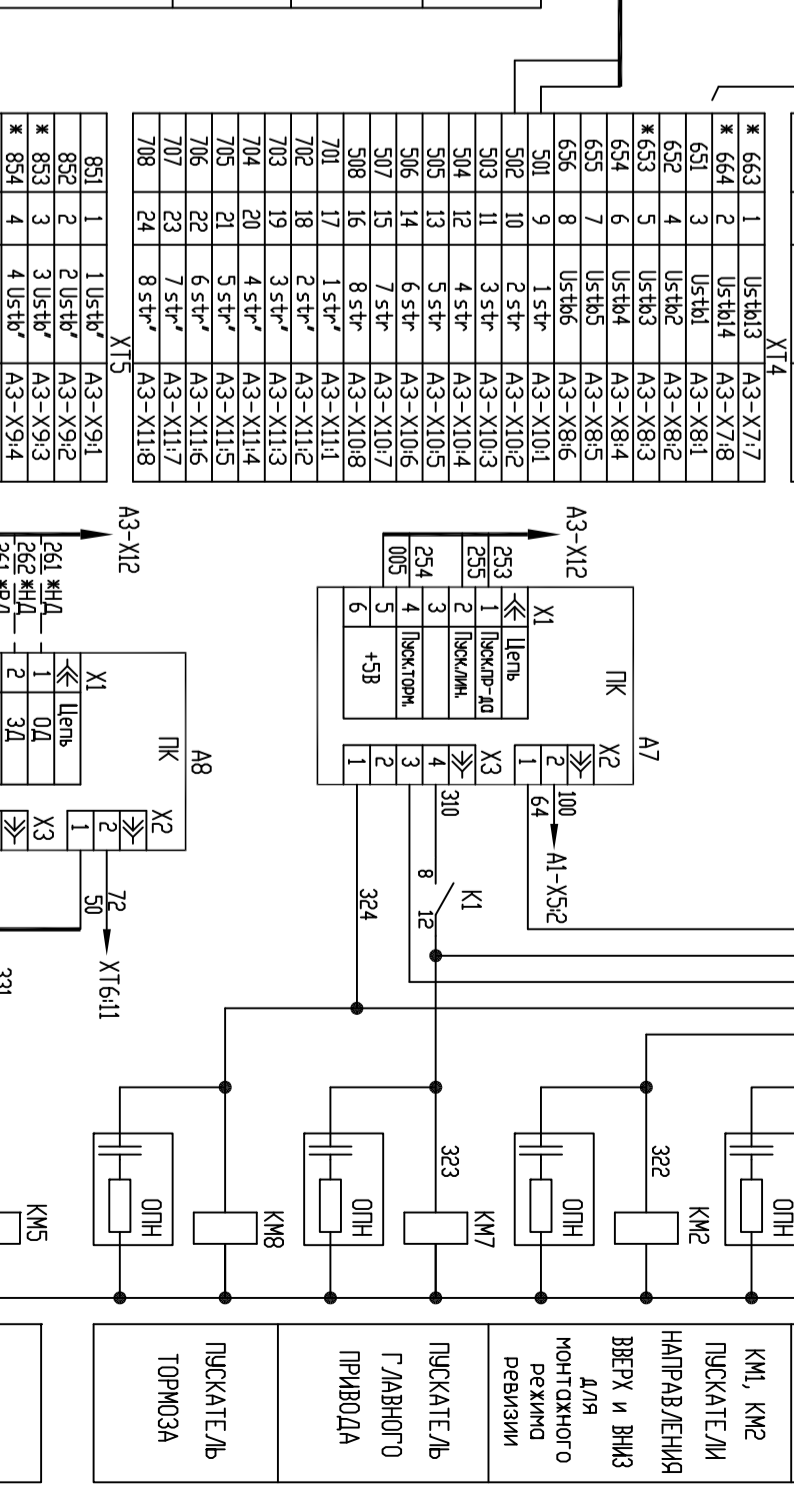 XT4
* 663 1 Ustb13 A3-X7:7
* 664 2 Ustb14 A3-X7:8
651 3 Ustb1 A3-X8:1
652 4 Ustb2 A3-X8:2
*653 5 Ustb3 A3-X8:3
654 6 Ustb4 A3-X8:4
655 7 Ustb5 A3-X8:5
656 8 Ustb6 A3-X8:6
501 9 1 str A3-X10:1
502 10 2 str A3-X10:2
503 11 3 str A3-X10:3
504 12 4 str A3-X10:4
505 13 5 str A3-X10:5
506 14 6 str A3-X10:6
507 15 7 str A3-X10:7
508 16 8 str A3-X10:8
701 17 1 str" A3-X11:1
702 18 2 str" A3-X11:2
703 19 3 str" A3-X11:3
704 20 4 str" A3-X11:4
705 21 5 str" A3-X11:5
706 22 6 str" A3-X11:6
707 23 7 str" A3-X11:7
708 24 8 str" A3-X11:8
XT5
851 1 1 Ustb" A3-X9:1
852 2 2 Ustb" A3-X9:2
* 853 3 3 Ustb" A3-X9:3
* 854 4 4 Ustb" A3-X9:4
A3-X12
A7
ПК
X1
Цепь
253 1 Пуск.пр-да
255 2 Пуск.лин.
3
254 4 Пуск.торм.
005 5
6
+5В
X2
2 100 A1-X5:2
1 64
X3
4 310
3
2
1 324
8 K1 12
A3-X12
A8
ПК
X1
Цепь
261 *НД 1 ОД
262 *НД 2 ЗД
261 *ВД
X2
2 72 XT6:11
1 50
X3
331
ОПН
322
KM2
ОПН
323
KM7
ОПН
KM8
ОПН
KM5
KM1, KM2
ПУСКАТЕЛИ
НАПРАВЛЕНИЯ
ВВЕРХ и ВНИЗ
для
монтажного
режима
ревизии
ПУСКАТЕЛЬ
ГЛАВНОГО
ПРИВОДА
ПУСКАТЕЛЬ
ТОРМОЗА